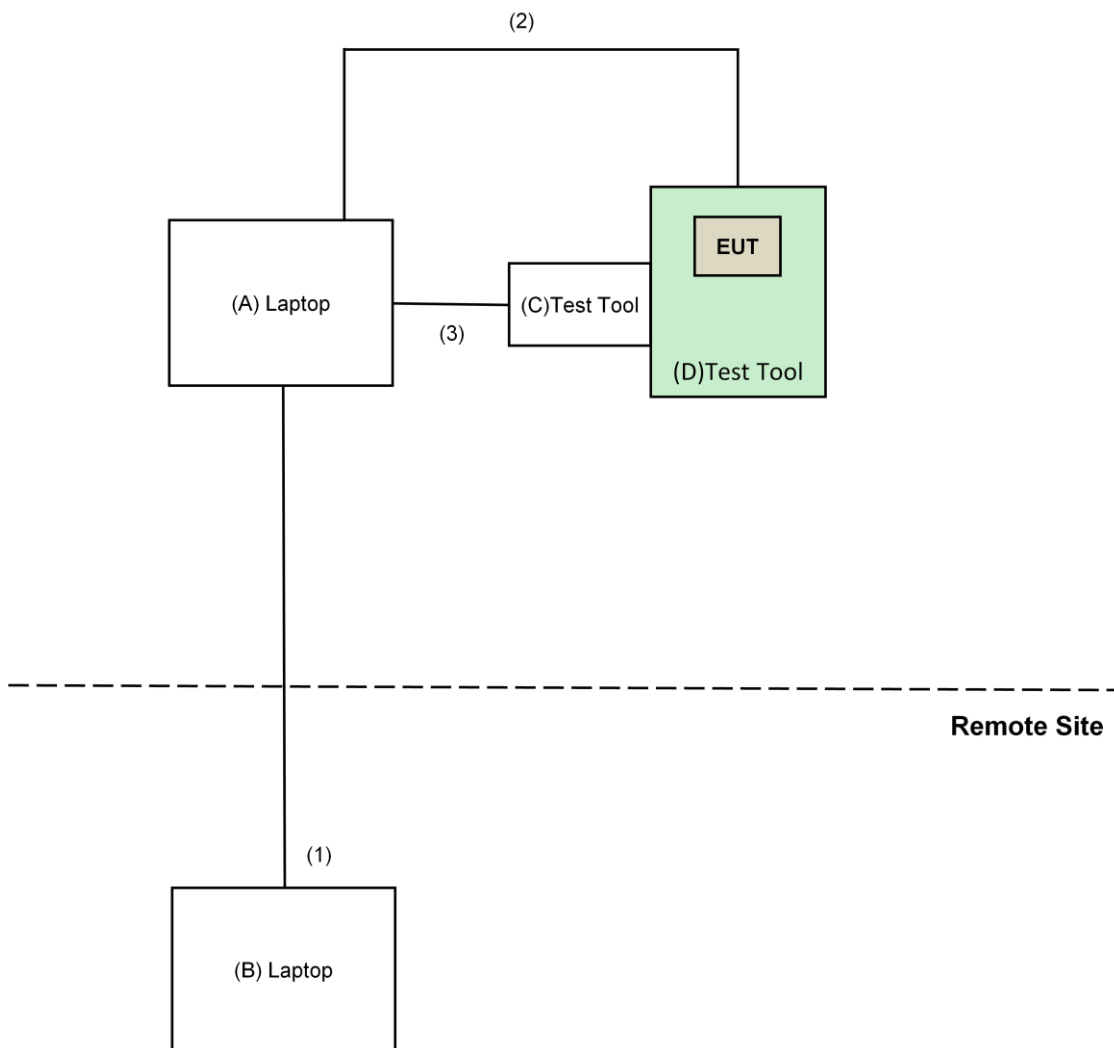 (2)
EUT
(A) Laptop
(C)Test Tool
(3)
(D)Test Tool
Remote Site
(1)
(B) Laptop